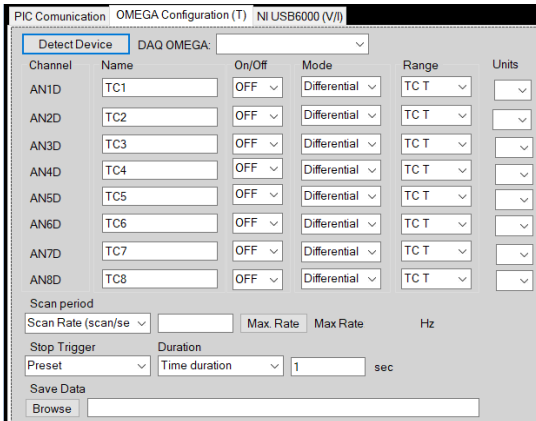 PIC Comunication OMEGA Configuration (T) NI USB6000 (V/I)
Detect Device DAQ OMEGA:
Channel Name On/Off Mode Range Units
AN1D TC1 OFF Differential TC T
AN2D TC2 OFF Differential TC T
AN3D TC3 OFF Differential TC T
AN4D TC4 OFF Differential TC T
AN5D TC5 OFF Differential TC T
AN6D TC6 OFF Differential TC T
AN7D TC7 OFF Differential TC T
AN8D TC8 OFF Differential TC T
Scan period
Scan Rate (scan/se Max. Rate Max Rate Hz
Stop Trigger Duration
Preset Time duration 1 sec
Save Data
Browse